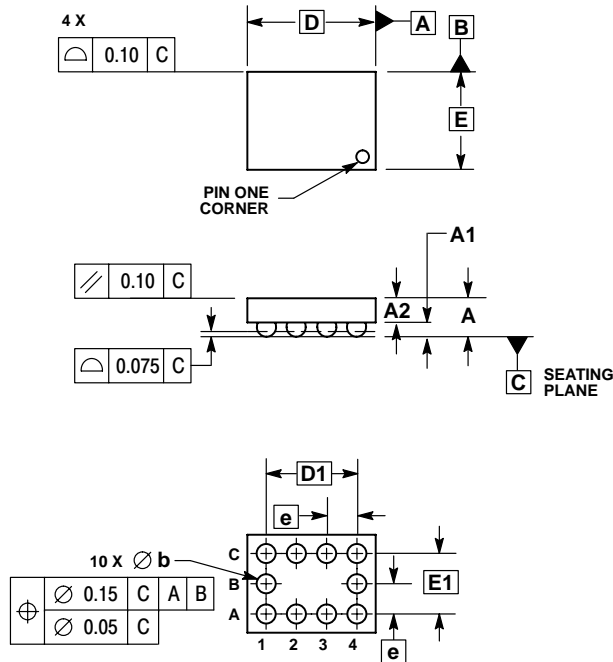 4 X
⌓ 0.10 C
D
A
B
E
PIN ONE
CORNER
A1
// 0.10 C
A2
A
⌓ 0.075 C
C
SEATING
PLANE
D1
e
10 X ∅ b
C
B
A
E1
⌖ ∅ 0.15 C A B
∅ 0.05 C
1 2 3 4
e